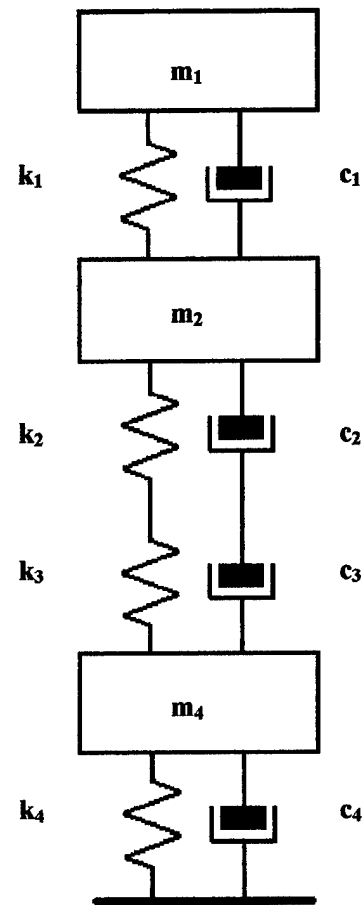 m₁
k₁ c₁
m₂
k₂ c₂
k₃ c₃
m₄
k₄ c₄